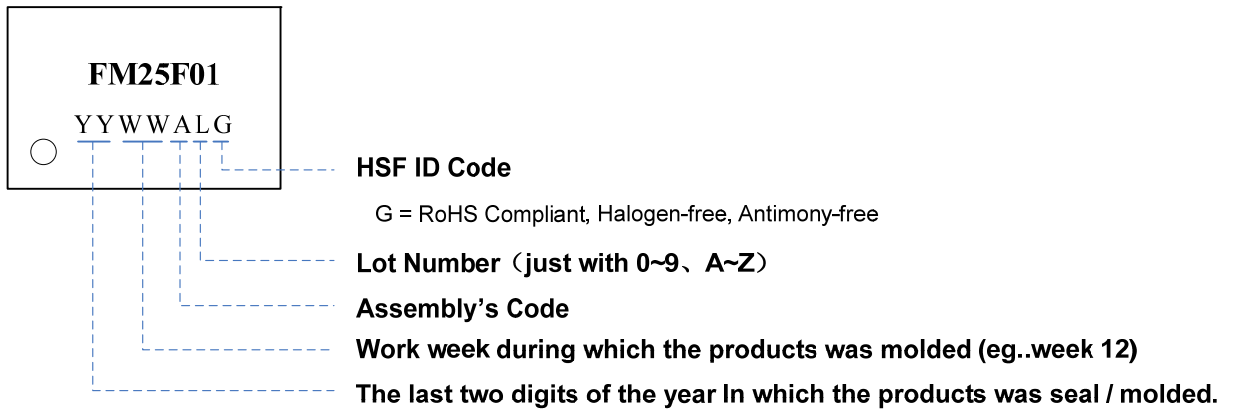 FM25F01
YYWWALG
HSF ID Code
G = RoHS Compliant, Halogen-free, Antimony-free
Lot Number（just with 0~9、A~Z）
Assembly's Code
Work week during which the products was molded (eg..week 12)
The last two digits of the year In which the products was seal / molded.